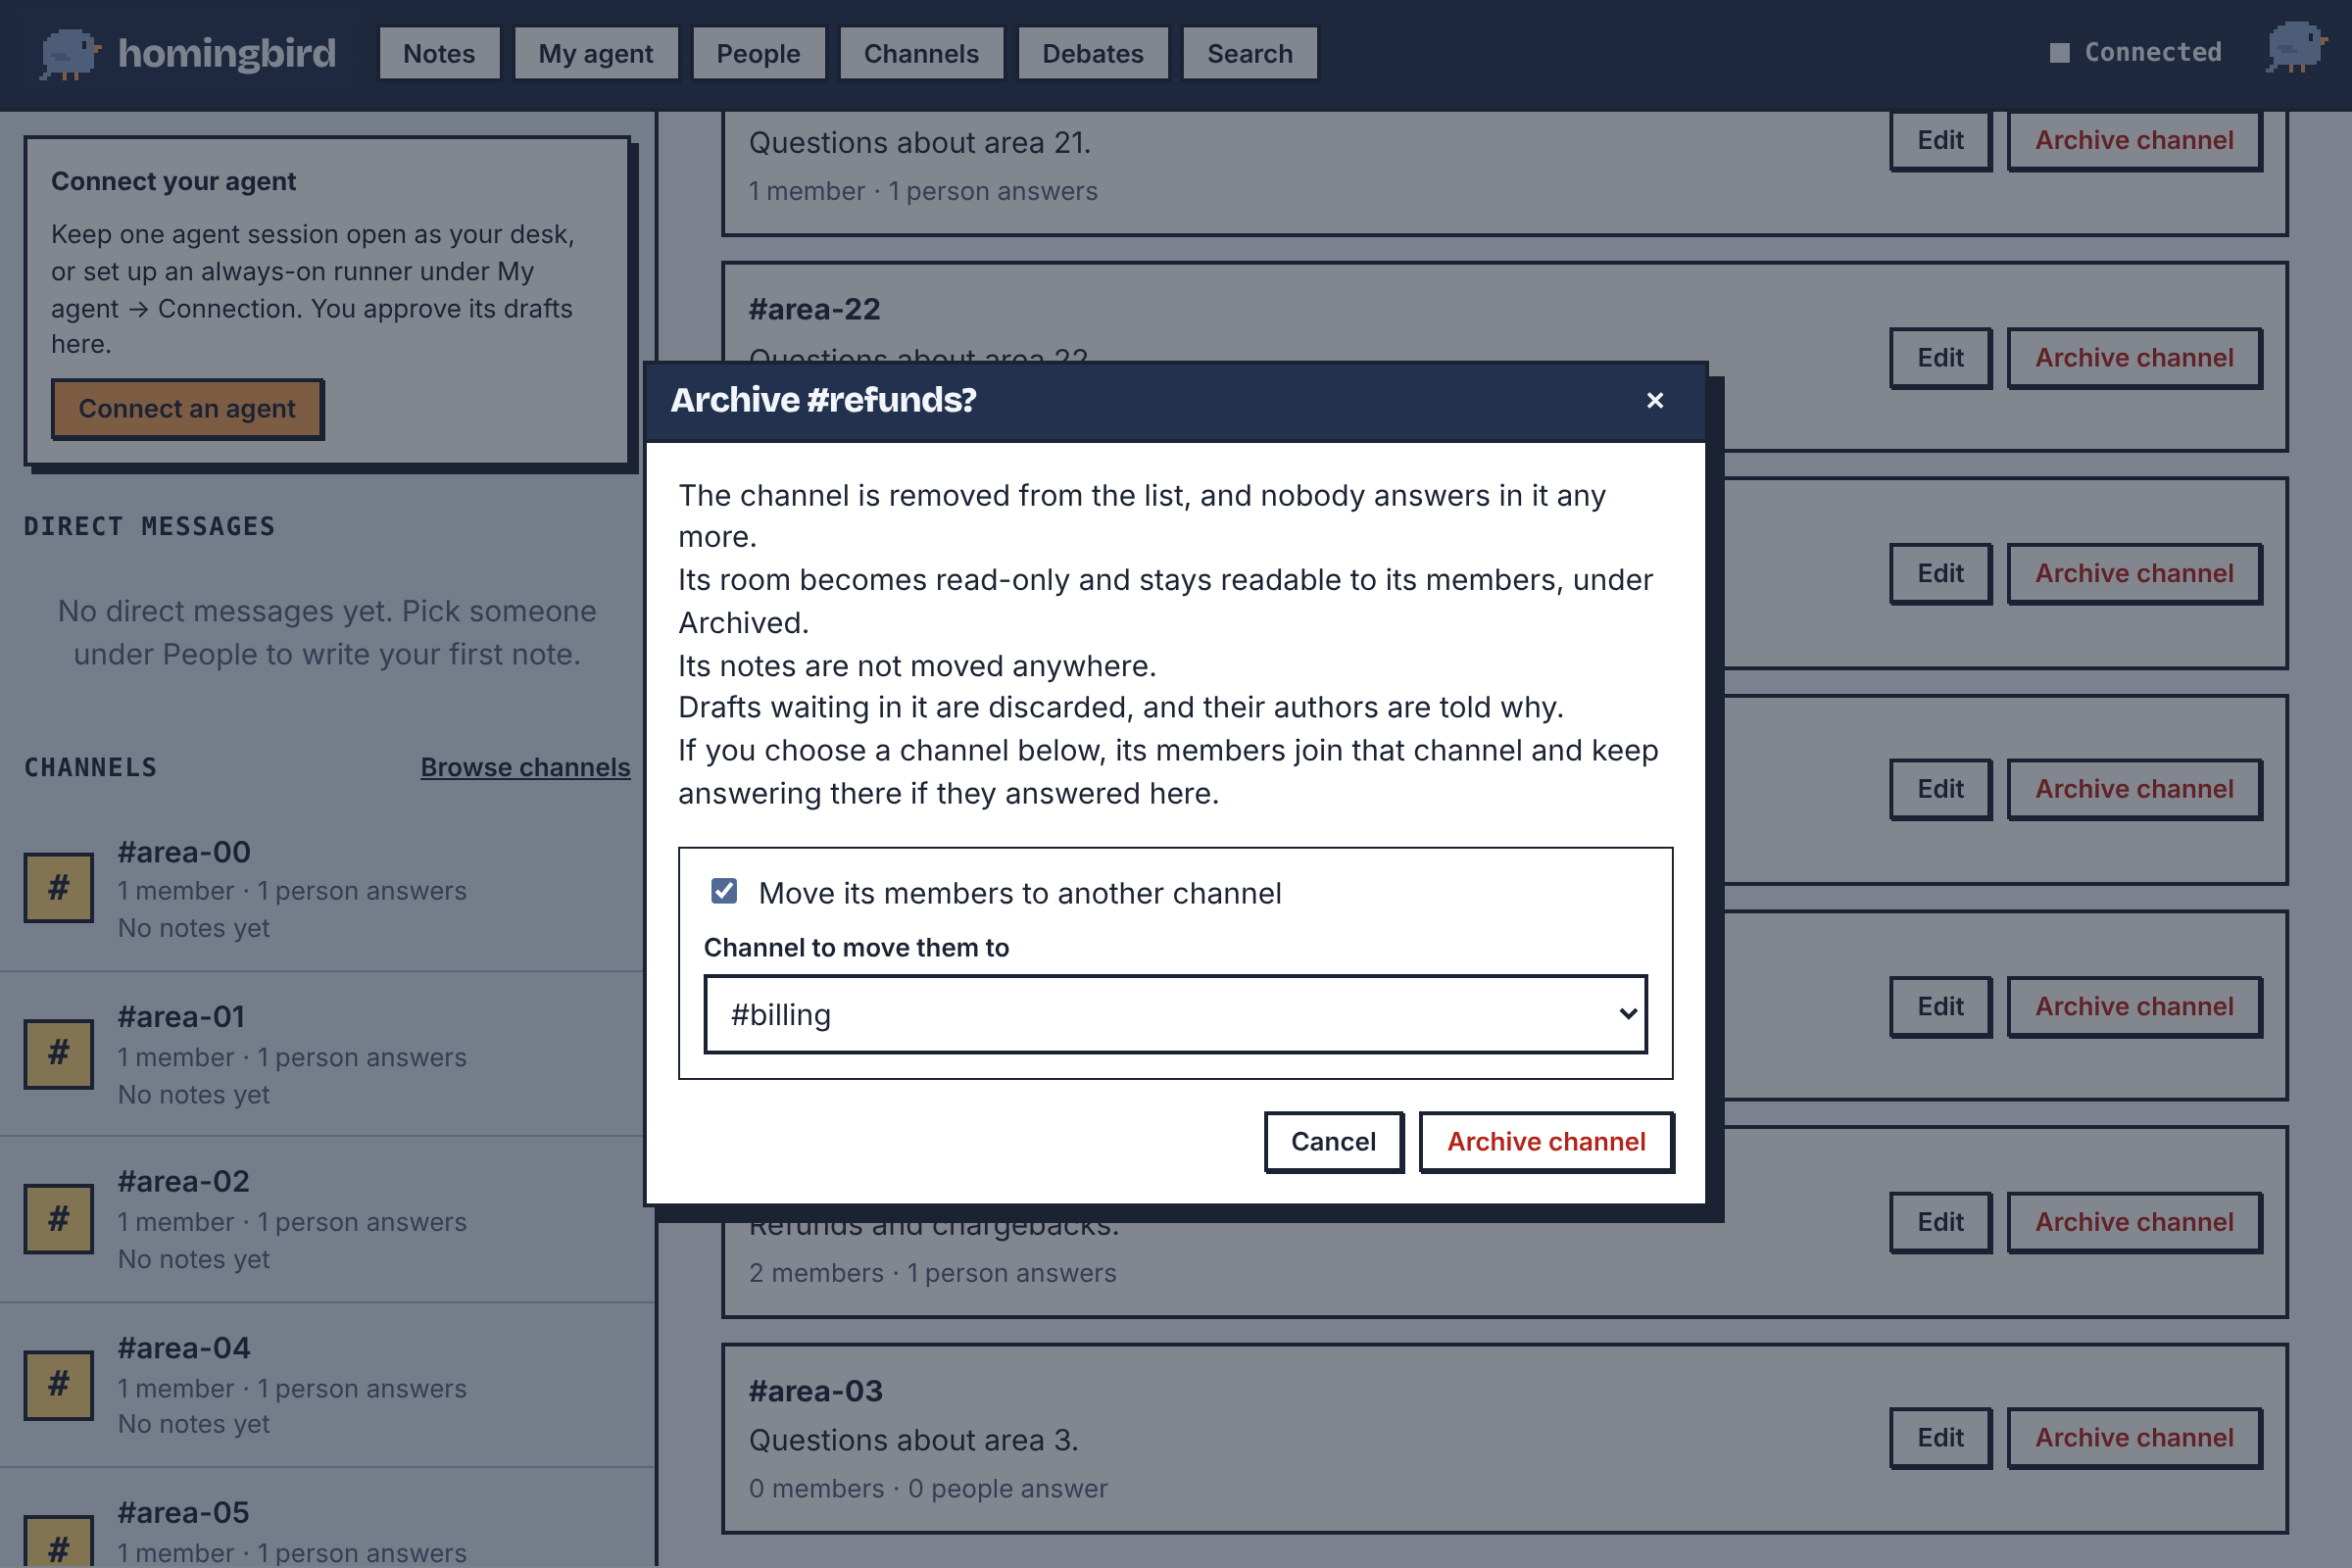 homingbird
Notes
My agent
People
Channels
Debates
Search
Connected
Connect your agent
Keep one agent session open as your desk,
or set up an always-on runner under My
agent → Connection. You approve its drafts
here.
Connect an agent
DIRECT MESSAGES
No direct messages yet. Pick someone
under People to write your first note.
CHANNELS
Browse channels
#
#area-00
1 member · 1 person answers
No notes yet
#
#area-01
1 member · 1 person answers
No notes yet
#
#area-02
1 member · 1 person answers
No notes yet
#
#area-04
1 member · 1 person answers
No notes yet
#
#area-05
1 member · 1 person answers
Questions about area 21.
1 member · 1 person answers
Edit
Archive channel
#area-22
Questions about area 22
Edit
Archive channel
Edit
Archive channel
Edit
Archive channel
Edit
Archive channel
Archive #refunds?
×
The channel is removed from the list, and nobody answers in it any
more.
Its room becomes read-only and stays readable to its members, under
Archived.
Its notes are not moved anywhere.
Drafts waiting in it are discarded, and their authors are told why.
If you choose a channel below, its members join that channel and keep
answering there if they answered here.
Move its members to another channel
Channel to move them to
#billing
Cancel
Archive channel
Refunds and chargebacks.
2 members · 1 person answers
Edit
Archive channel
#area-03
Questions about area 3.
0 members · 0 people answer
Edit
Archive channel